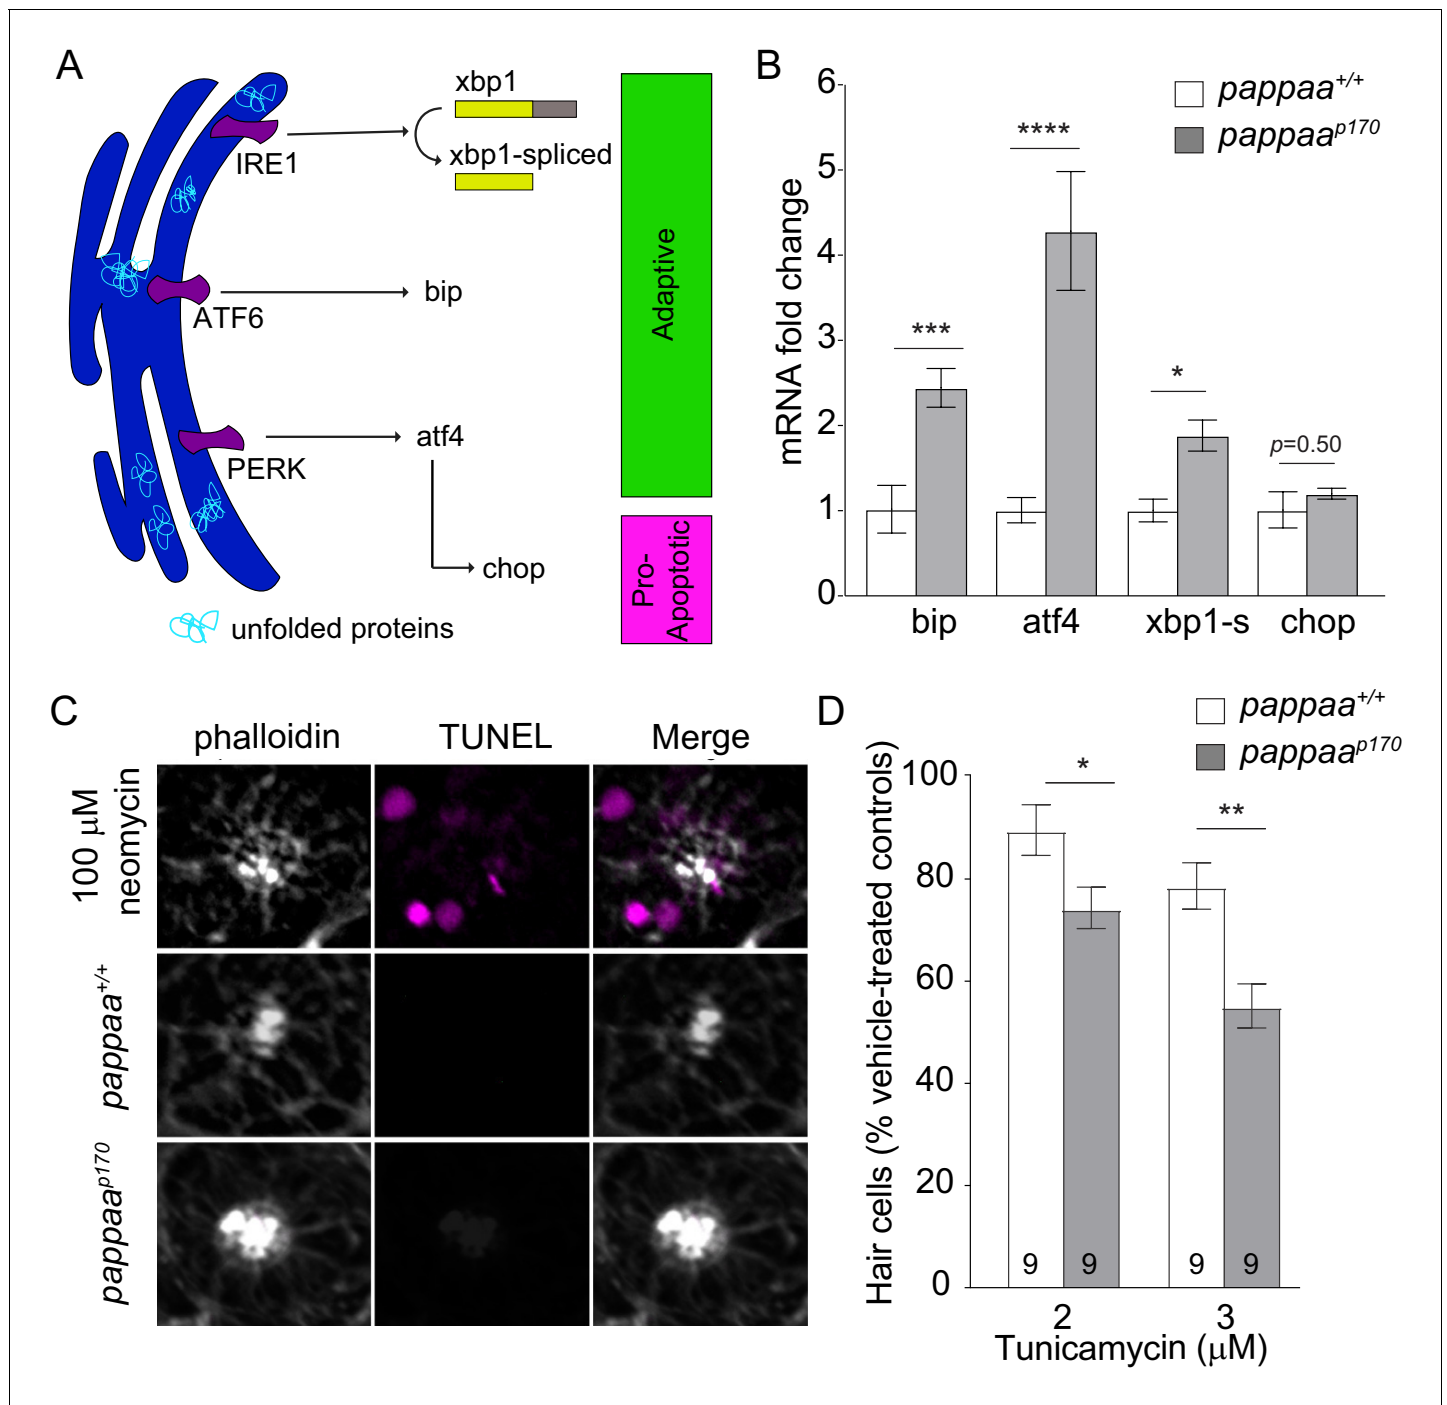 A
xbp1
IRE1
xbp1-spliced
ATF6
bip
PERK
atf4
chop
unfolded proteins
Adaptive
Pro-
Apoptotic
B
pappaa+/+
pappaap170
mRNA fold change
6
5
4
3
2
1
0
***
****
*
p=0.50
bip
atf4
xbp1-s
chop
C
phalloidin
TUNEL
Merge
100 μM
neomycin
pappaa+/+
pappaap170
D
pappaa+/+
pappaap170
Hair cells (% vehicle-treated controls)
100
80
60
40
20
0
*
**
9
9
9
9
2
3
Tunicamycin (μM)